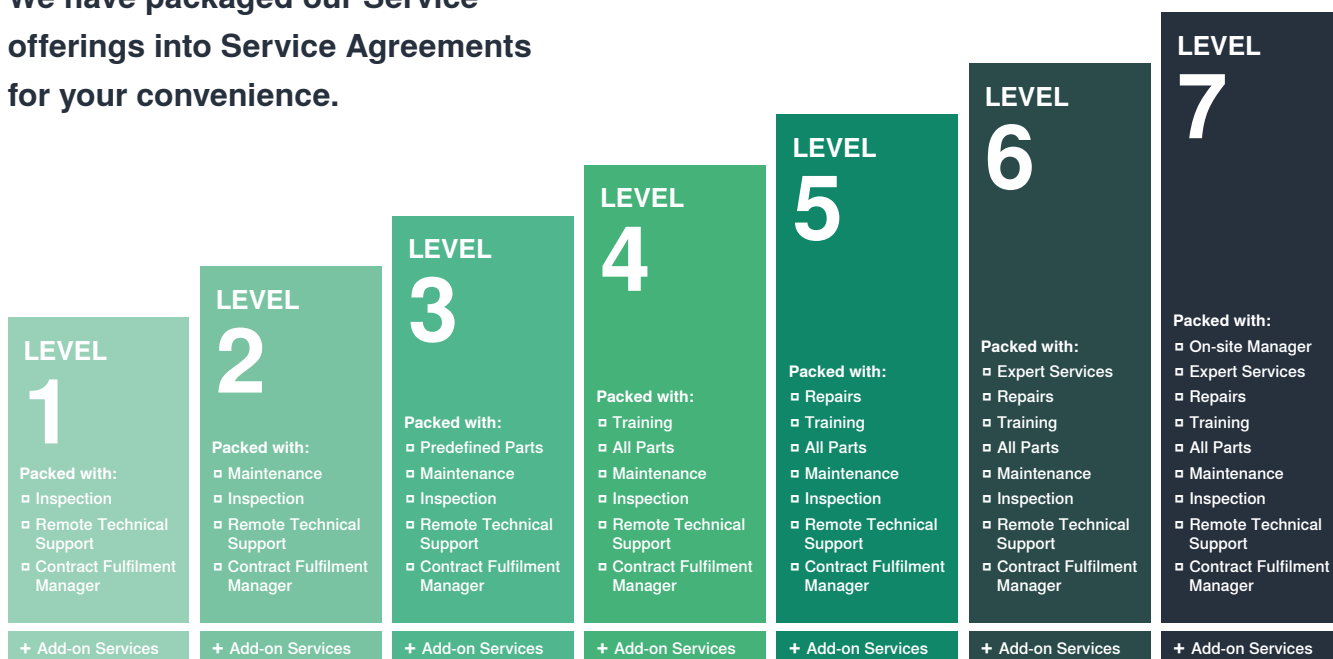 We have packaged our Service
offerings into Service Agreements
for your convenience.
LEVEL
1
Packed with:
Inspection
Remote Technical
Support
Contract Fulfilment
Manager
+ Add-on Services
LEVEL
2
Packed with:
Maintenance
Inspection
Remote Technical
Support
Contract Fulfilment
Manager
+ Add-on Services
LEVEL
3
Packed with:
Predefined Parts
Maintenance
Inspection
Remote Technical
Support
Contract Fulfilment
Manager
+ Add-on Services
LEVEL
4
Packed with:
Training
All Parts
Maintenance
Inspection
Remote Technical
Support
Contract Fulfilment
Manager
+ Add-on Services
LEVEL
5
Packed with:
Repairs
Training
All Parts
Maintenance
Inspection
Remote Technical
Support
Contract Fulfilment
Manager
+ Add-on Services
LEVEL
6
Packed with:
Expert Services
Repairs
Training
All Parts
Maintenance
Inspection
Remote Technical
Support
Contract Fulfilment
Manager
+ Add-on Services
LEVEL
7
Packed with:
On-site Manager
Expert Services
Repairs
Training
All Parts
Maintenance
Inspection
Remote Technical
Support
Contract Fulfilment
Manager
+ Add-on Services